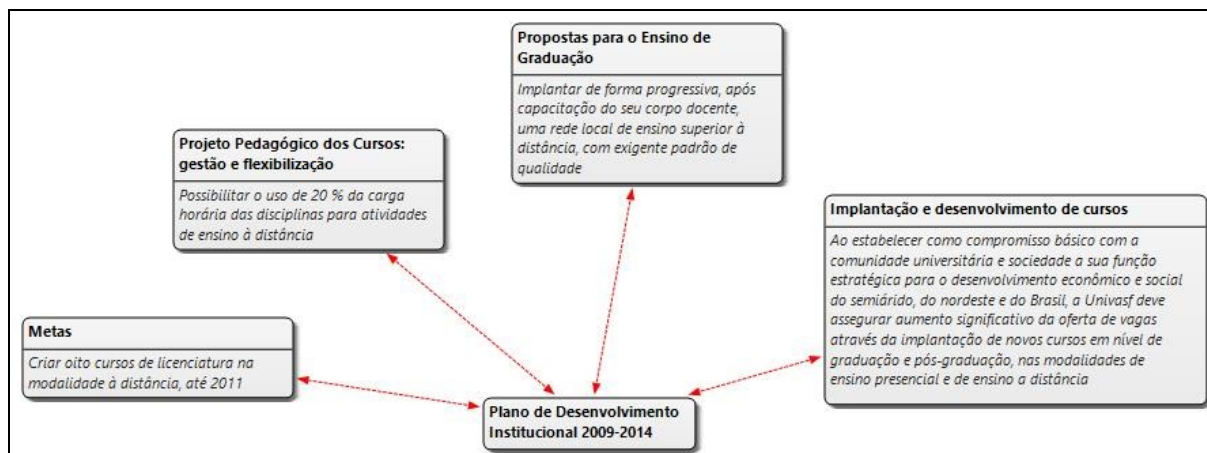 Propostas para o Ensino de
Graduação
Implantar de forma progressiva, após
capacitação do seu corpo docente,
uma rede local de ensino superior à
distância, com exigente padrão de
qualidade
Projeto Pedagógico dos Cursos:
gestão e flexibilização
Possibilitar o uso de 20 % da carga
horária das disciplinas para atividades
de ensino à distância
Implantação e desenvolvimento de cursos
Ao estabelecer como compromisso básico com a
comunidade universitária e sociedade a sua função
estratégica para o desenvolvimento econômico e social
do semiárido, do nordeste e do Brasil, a Univasf deve
assegurar aumento significativo da oferta de vagas
através da implantação de novos cursos em nível de
graduação e pós-graduação, nas modalidades de
ensino presencial e de ensino a distância
Metas
Criar oito cursos de licenciatura na
modalidade à distância, até 2011
Plano de Desenvolvimento
Institucional 2009-2014